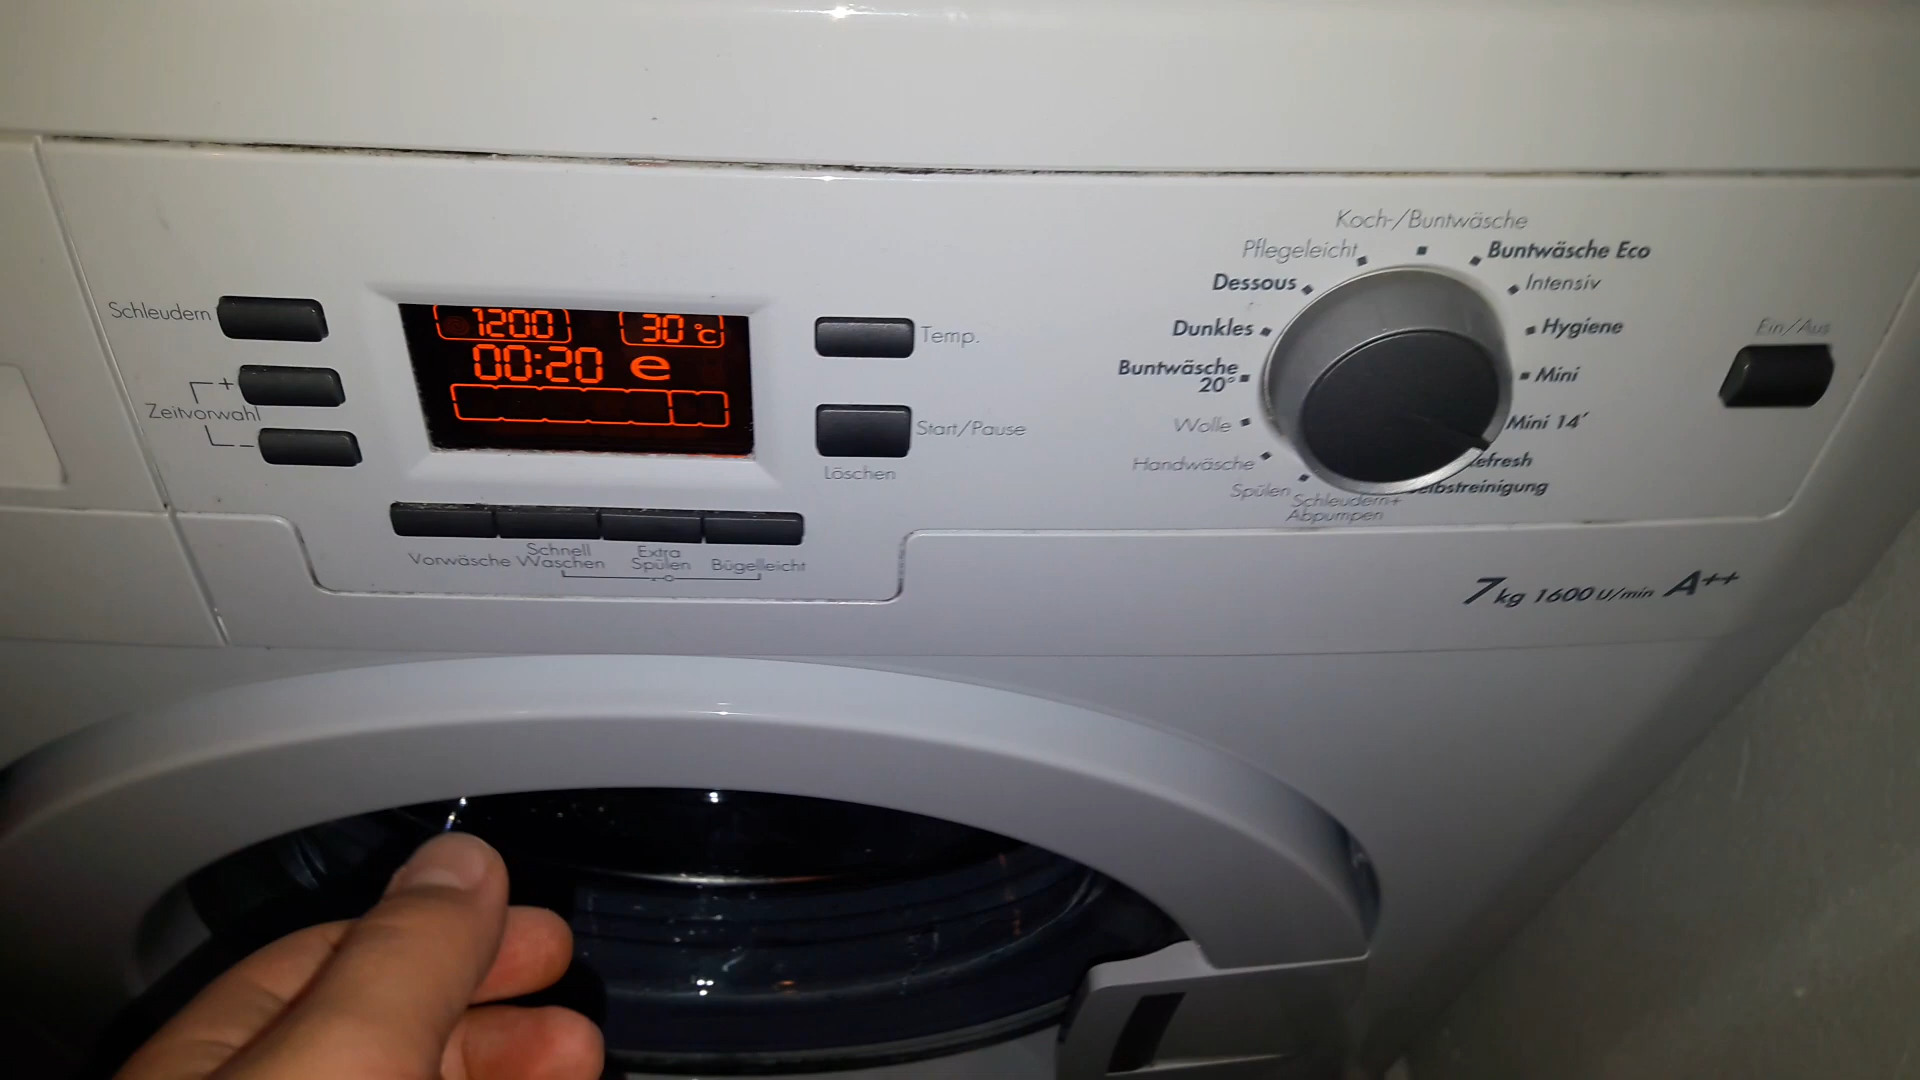 Schleudern
+
Zeitvorwahl
-
1200
30 °C
00:20 e
Temp.
Start/Pause
Löschen
Vorwäsche
Schnell
Waschen
Extra
Spülen
Bügelleicht
Koch-/Buntwäsche
Pflegeleicht
Buntwäsche Eco
Dessous
Intensiv
Dunkles
Hygiene
Buntwäsche
20°
Mini
Wolle
Mini 14'
Handwäsche
efresh
Spülen
lbstreinigung
Schleudern+
Abpumpen
Ein/Aus
7kg 1600 U/min A++